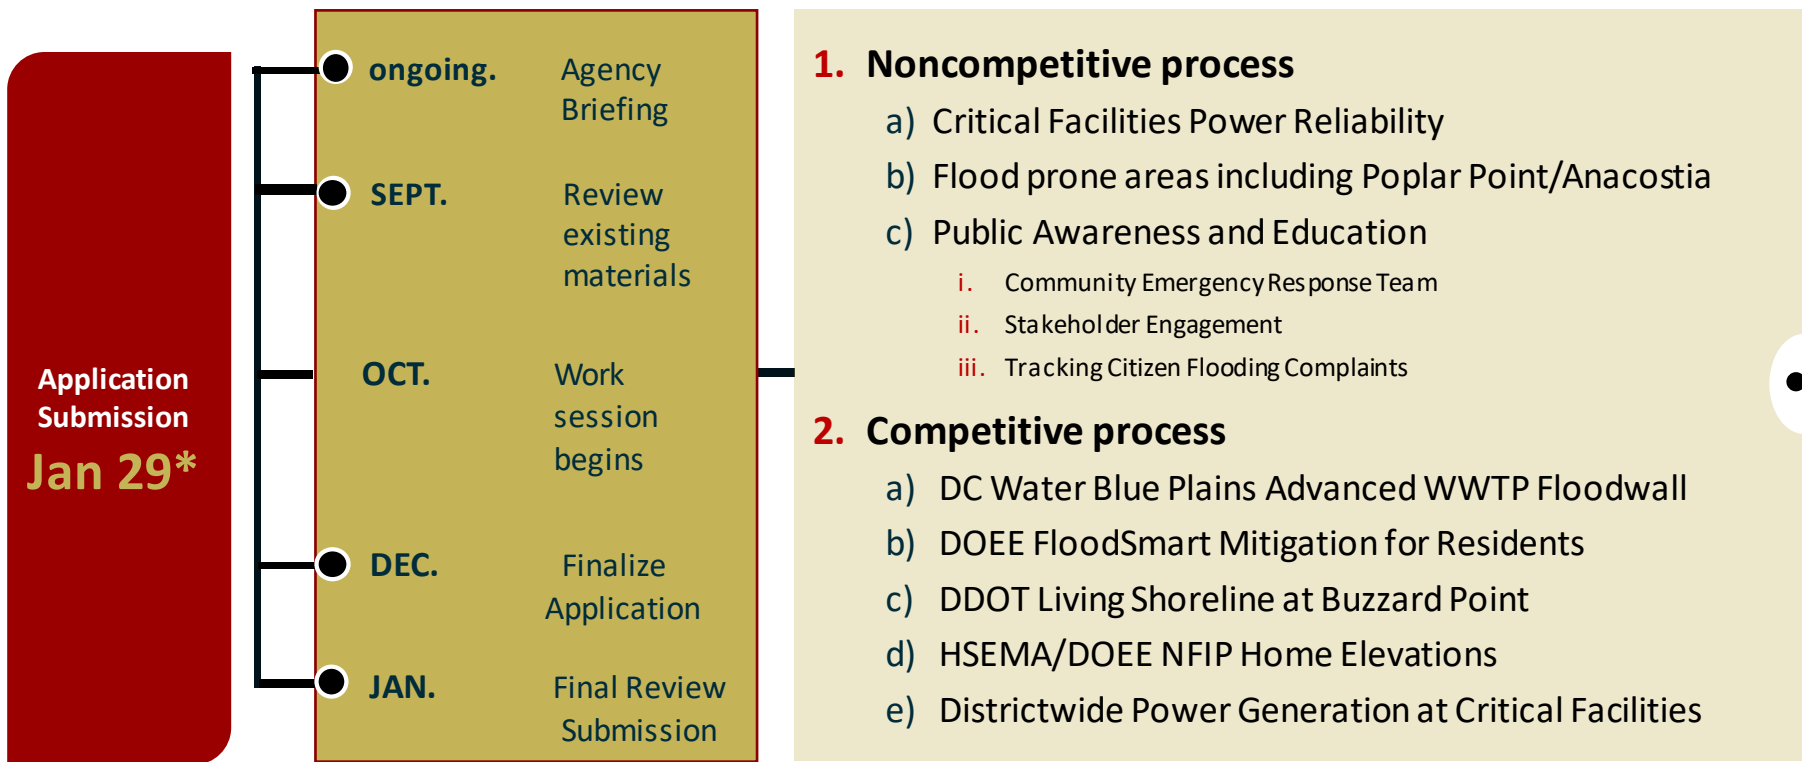 Application
Submission
Jan 29*
ongoing. Agency
Briefing
SEPT. Review
existing
materials
OCT. Work
session
begins
DEC. Finalize
Application
JAN. Final Review
Submission
1. Noncompetitive process
a) Critical Facilities Power Reliability
b) Flood prone areas including Poplar Point/Anacostia
c) Public Awareness and Education
i. Community Emergency Response Team
ii. Stakeholder Engagement
iii. Tracking Citizen Flooding Complaints
2. Competitive process
a) DC Water Blue Plains Advanced WWTP Floodwall
b) DOEE FloodSmart Mitigation for Residents
c) DDOT Living Shoreline at Buzzard Point
d) HSEMA/DOEE NFIP Home Elevations
e) Districtwide Power Generation at Critical Facilities